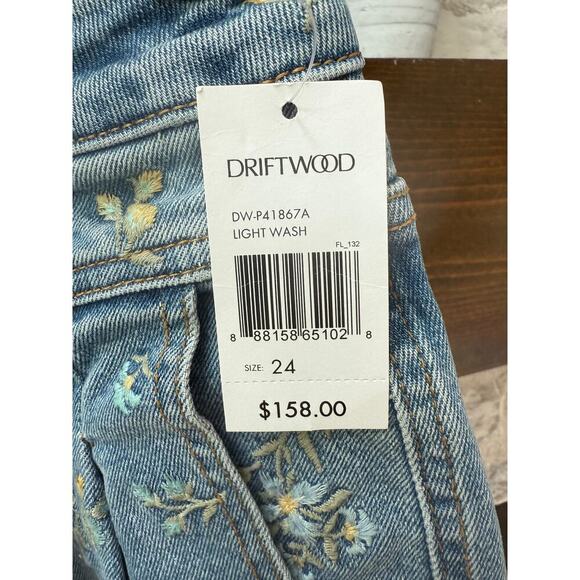 DRIFTWOOD
DW-P41867A
LIGHT WASH
FL_132
8 88158 65102 8
SIZE: 24
$158.00